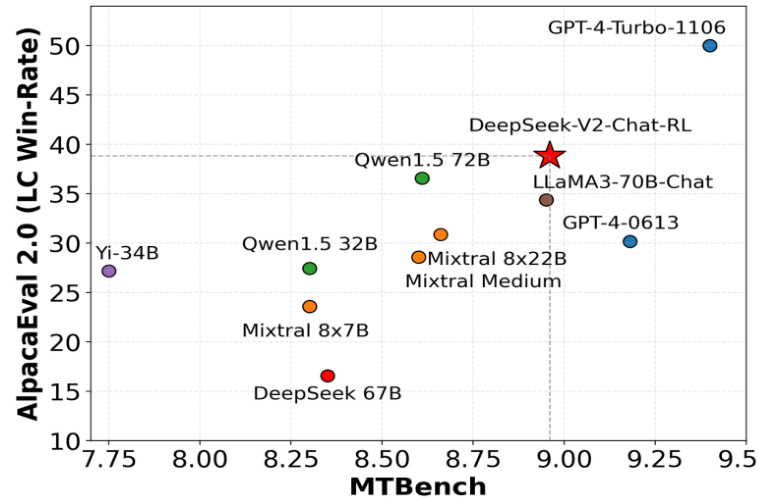 GPT-4-Turbo-1106
DeepSeek-V2-Chat-RL
Qwen1.5 72B
LLaMA3-70B-Chat
GPT-4-0613
Yi-34B
Qwen1.5 32B
Mixtral 8x22B
Mixtral Medium
Mixtral 8x7B
DeepSeek 67B
AlpacaEval 2.0 (LC Win-Rate)
50
45
40
35
30
25
20
15
10
7.75 8.00 8.25 8.50 8.75 9.00 9.25 9.5
MTBench